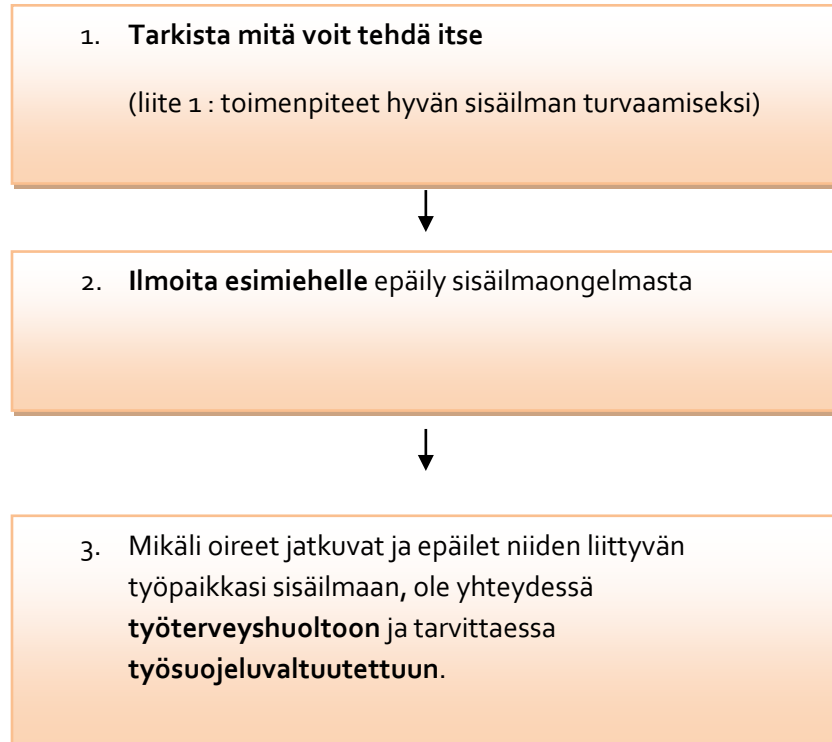 1. Tarkista mitä voit tehdä itse
(liite 1 : toimenpiteet hyvän sisäilman turvaamiseksi)
2. Ilmoita esimiehelle epäily sisäilmaongelmasta
3. Mikäli oireet jatkuvat ja epäilet niiden liittyvän
työpaikkasi sisäilmaan, ole yhteydessä
työterveyshuoltoon ja tarvittaessa
työsuojeluvaltuutettuun.